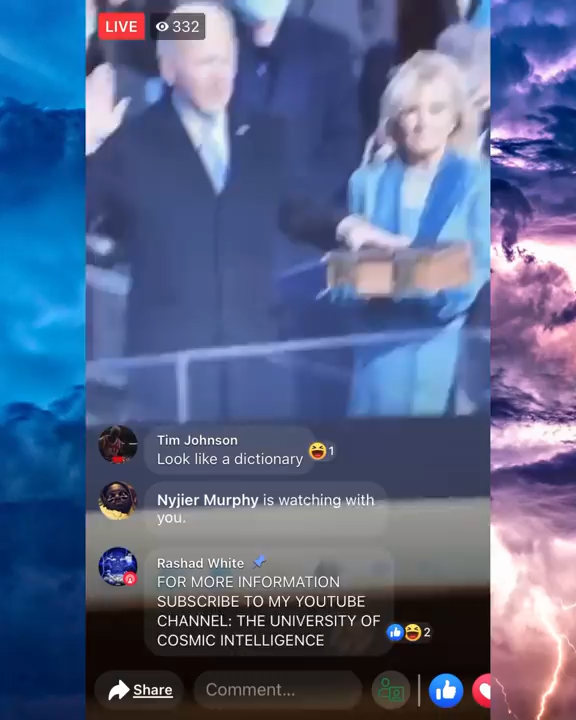 LIVE 332
Tim Johnson
Look like a dictionary 1
Nyjier Murphy is watching with
you.
Rashad White
FOR MORE INFORMATION
SUBSCRIBE TO MY YOUTUBE
CHANNEL: THE UNIVERSITY OF
COSMIC INTELLIGENCE 2
Share Comment...